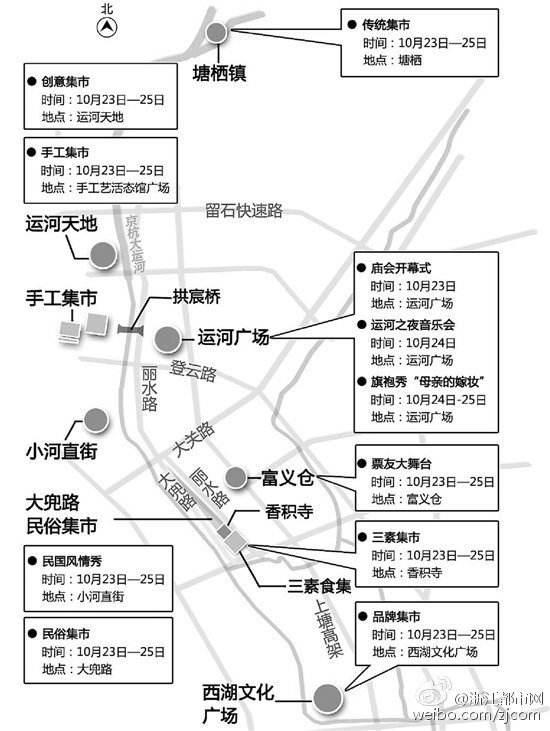 北
塘栖镇
● 传统集市
时间：10月23日—25日
地点：塘栖
● 创意集市
时间：10月23日—25日
地点：运河天地
● 手工集市
时间：10月23日—25日
地点：手工艺活态馆广场
留石快速路
运河天地
京杭大运河
手工集市
拱宸桥
运河广场
● 庙会开幕式
时间：10月23日
地点：运河广场
● 运河之夜音乐会
时间：10月24日
地点：运河广场
● 旗袍秀“母亲的嫁妆”
时间：10月24日-25日
地点：运河广场
登云路
丽水路
小河直街
大关路
丽水路
大兜路
富义仓
● 票友大舞台
时间：10月23日—25日
地点：富义仓
大兜路
民俗集市
香积寺
● 三素集市
时间：10月23日—25日
地点：香积寺
● 民国风情秀
时间：10月23日—25日
地点：小河直街
三素食集
上塘高架
● 民俗集市
时间：10月23日—25日
地点：大兜路
● 品牌集市
时间：10月23日—25日
地点：西湖文化广场
西湖文化
广场
@浙江都市网
weibo.com/zjcom